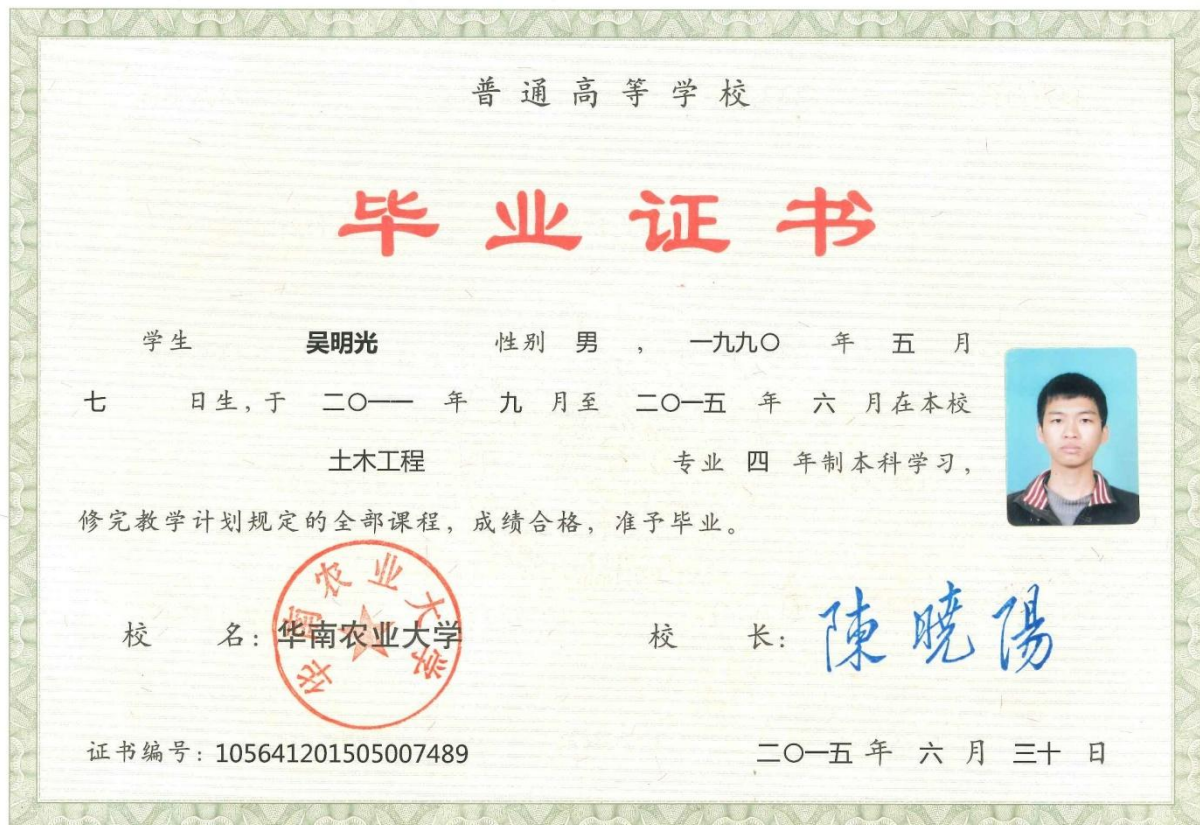 普通高等学校
毕业证书
学生 吴明光 性别 男 , 一九九〇 年 五 月
七 日生, 于 二〇一一 年 九 月至 二〇一五 年 六 月在本校
土木工程 专业 四 年制本科学习,
修完教学计划规定的全部课程, 成绩合格, 准予毕业。
华南农业大学
校 名: 华南农业大学 校 长: 陳曉陽
证书编号: 105641201505007489 二〇一五 年 六 月 三十 日